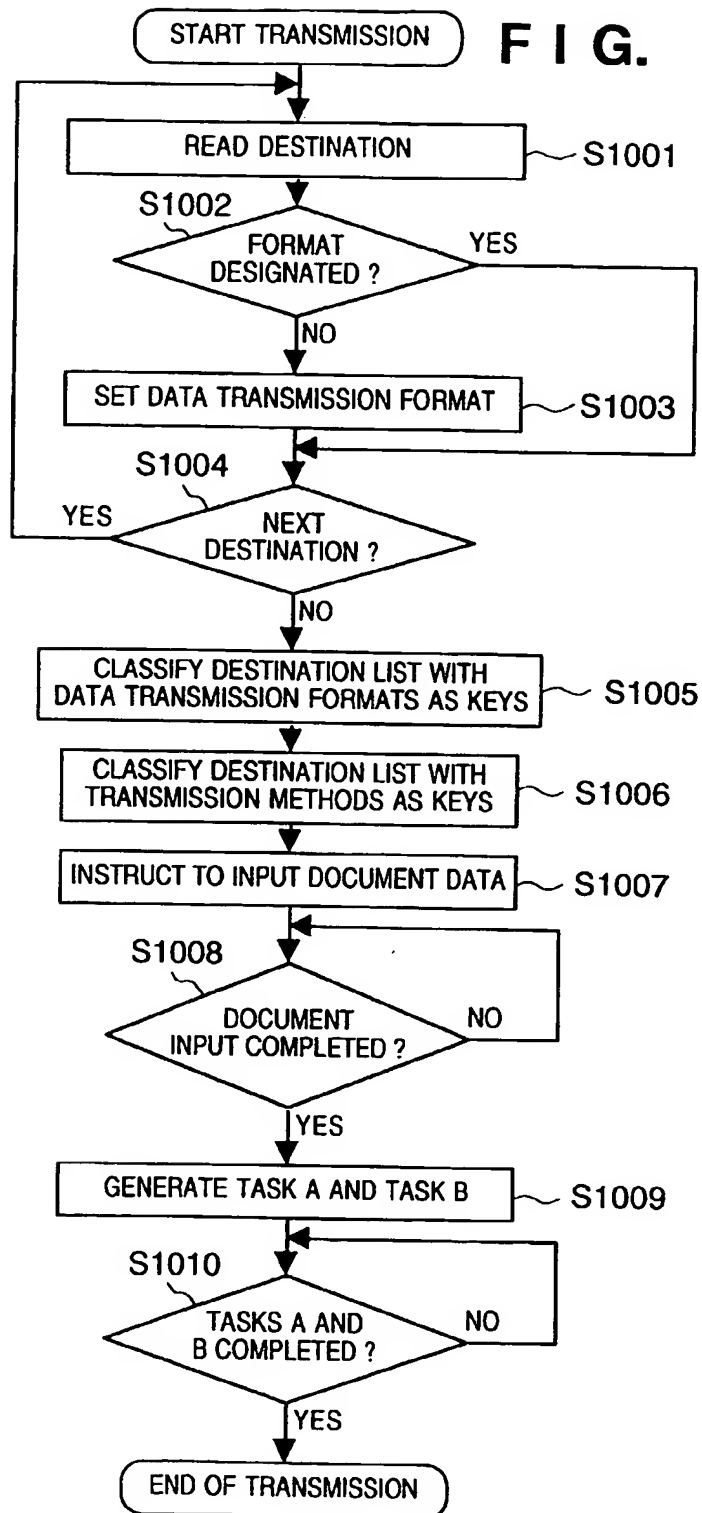 START TRANSMISSION
F I G.
READ DESTINATION
S1001
S1002
FORMAT
DESIGNATED ?
YES
NO
SET DATA TRANSMISSION FORMAT
S1003
S1004
YES
NEXT
DESTINATION ?
NO
CLASSIFY DESTINATION LIST WITH
DATA TRANSMISSION FORMATS AS KEYS
S1005
CLASSIFY DESTINATION LIST WITH
TRANSMISSION METHODS AS KEYS
S1006
INSTRUCT TO INPUT DOCUMENT DATA
S1007
S1008
DOCUMENT
INPUT COMPLETED ?
NO
YES
GENERATE TASK A AND TASK B
S1009
S1010
TASKS A AND
B COMPLETED ?
NO
YES
END OF TRANSMISSION